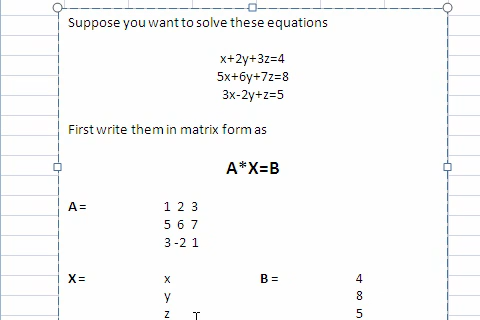 Suppose you want to solve these equations
x+2y+3z=4
5x+6y+7z=8
3x-2y+z=5
First write them in matrix form as
A*X=B
A= 1 2 3
5 6 7
3 -2 1
X= x B= 4
y 8
z 5